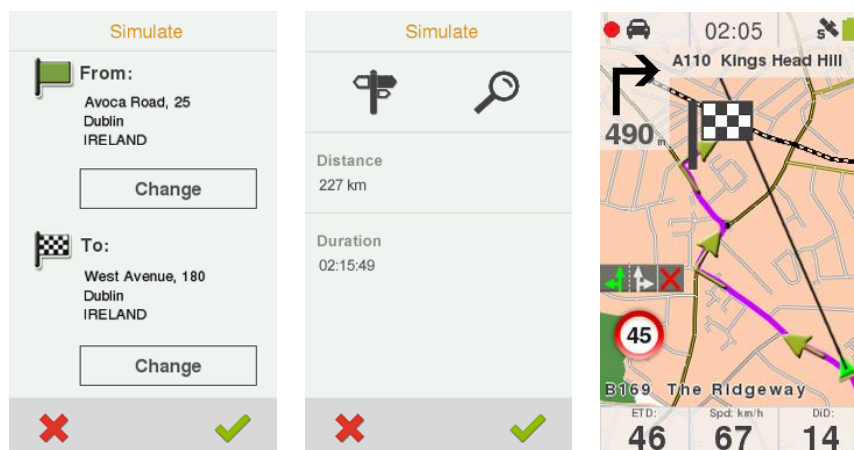 Simulate
From:
Avoca Road, 25
Dublin
IRELAND
Change
To:
West Avenue, 180
Dublin
IRELAND
Change
Simulate
Distance
227 km
Duration
02:15:49
02:05
S
A110 Kings Head Hill
490 m
45
B169 The Ridgeway
ETD: Spd: km/h DiD:
46 67 14